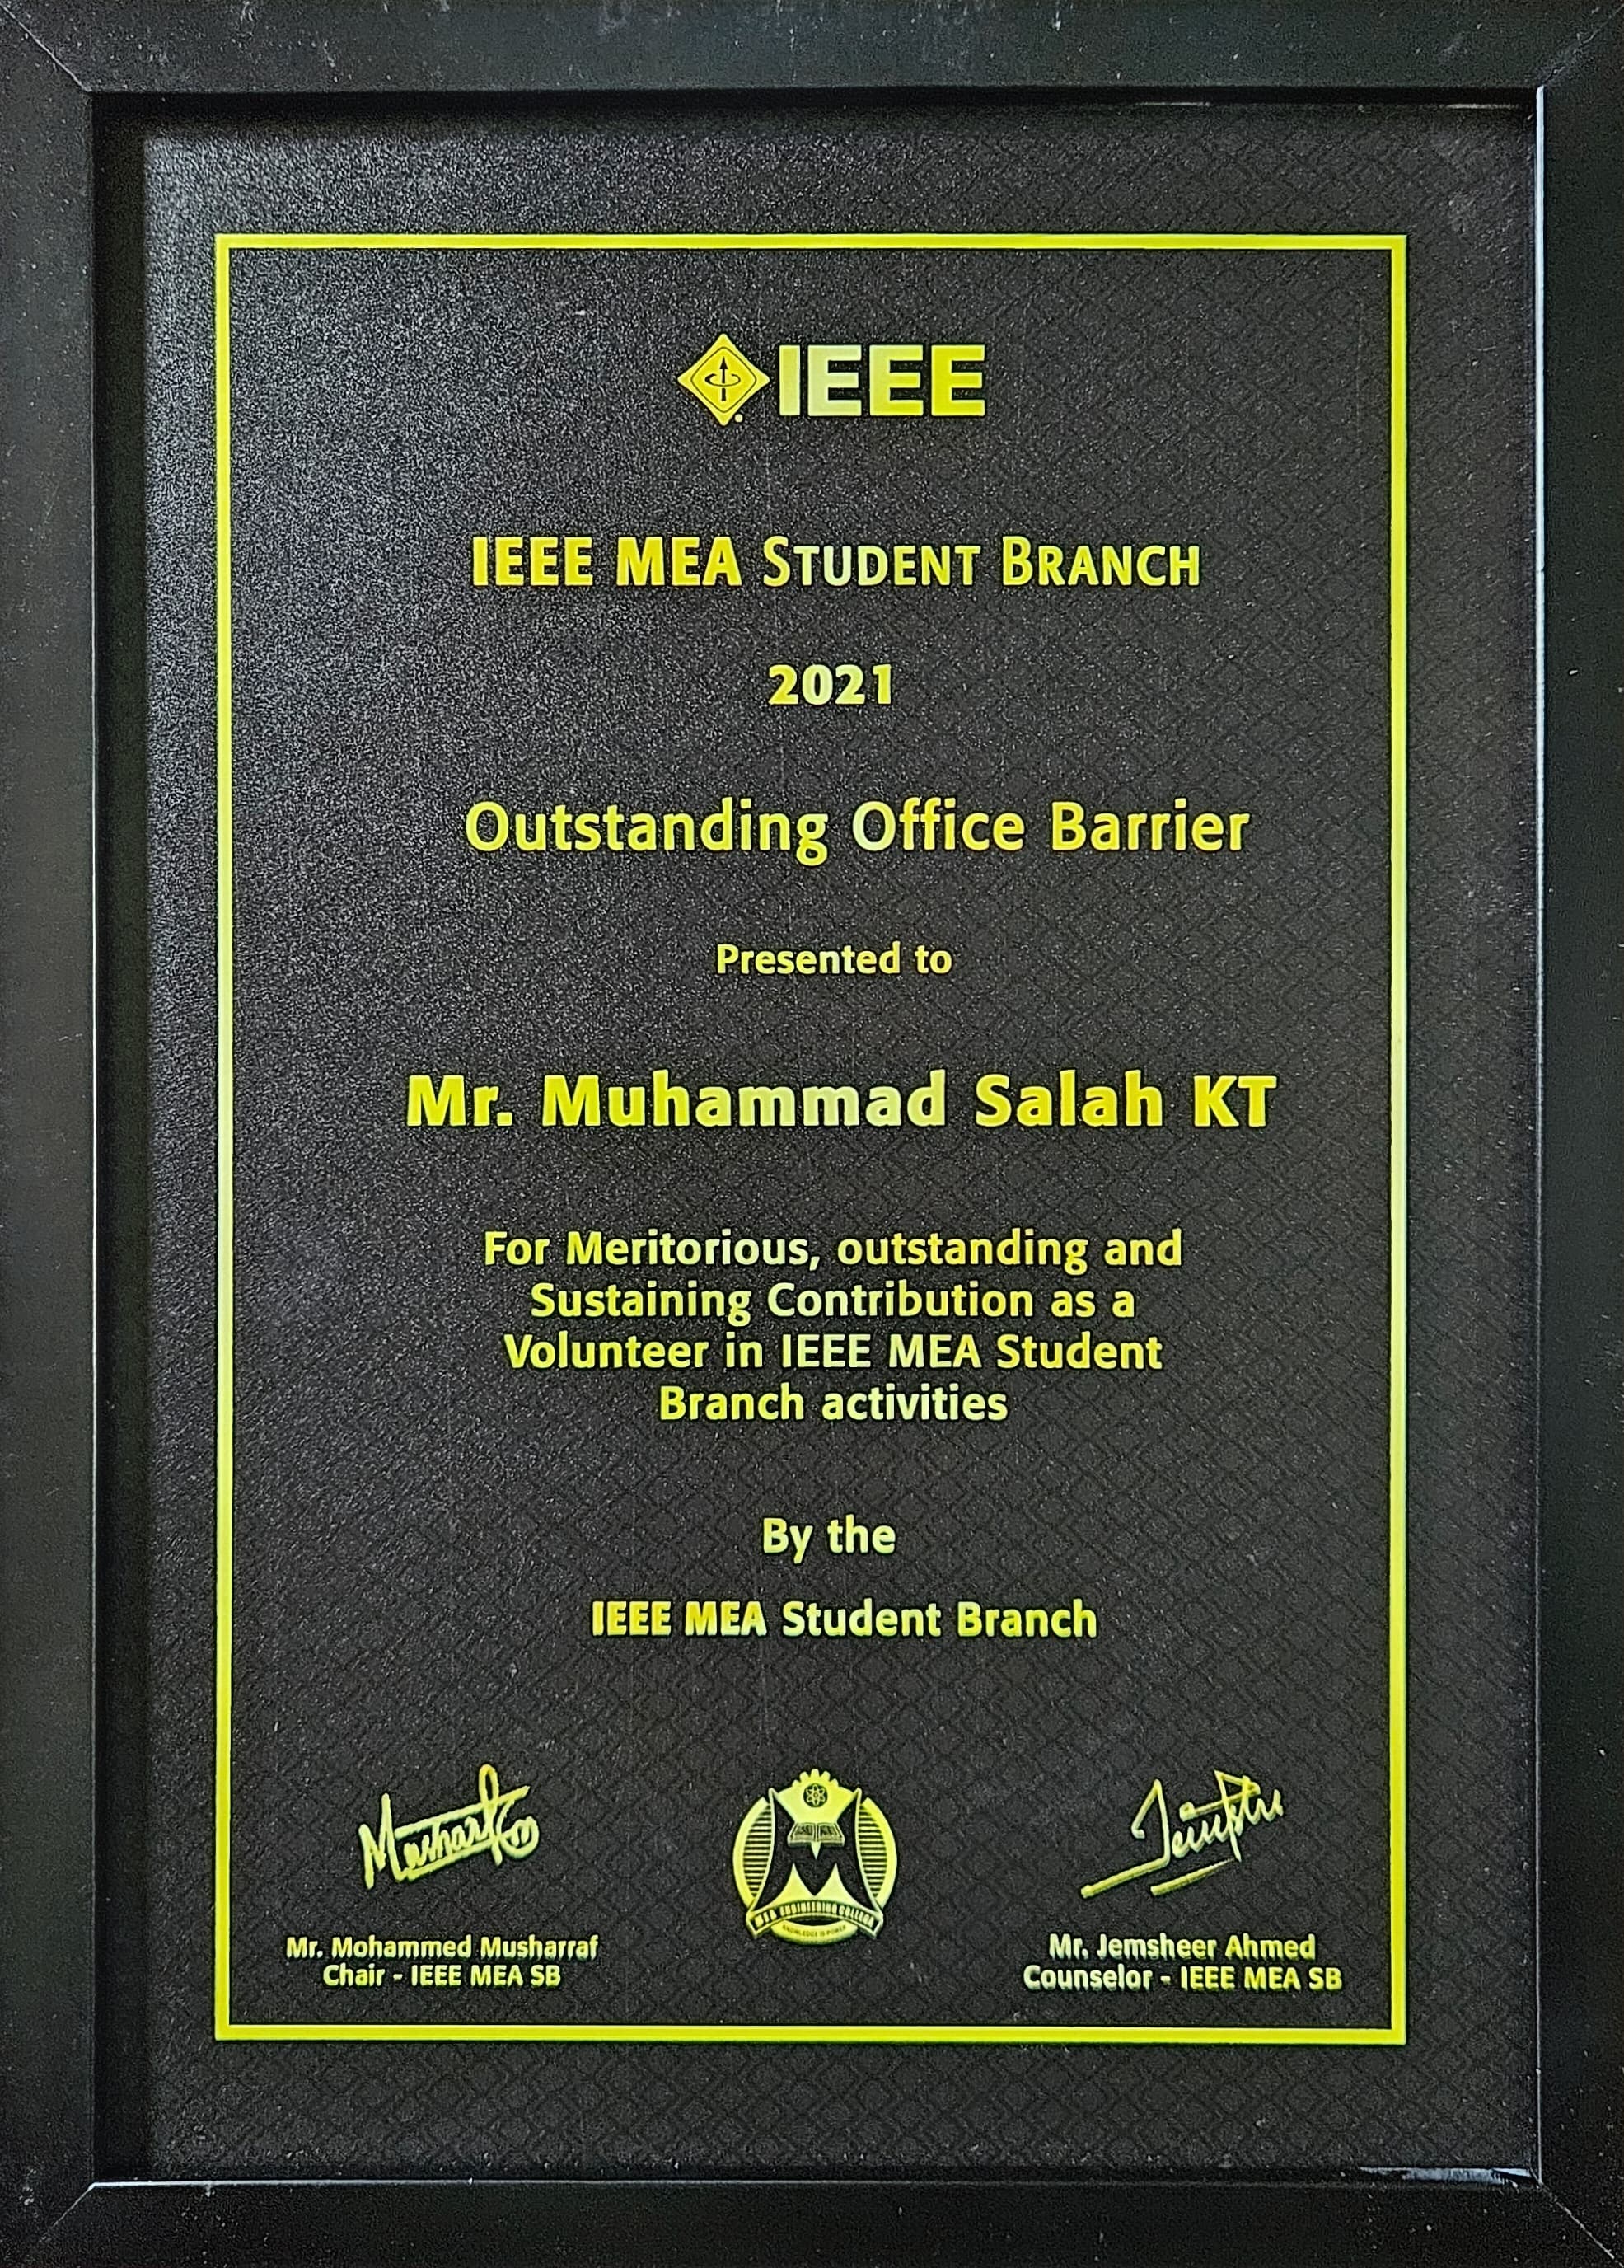 IEEE
IEEE MEA STUDENT BRANCH
2021
Outstanding Office Barrier
Presented to
Mr. Muhammad Salah KT
For Meritorious, outstanding and
Sustaining Contribution as a
Volunteer in IEEE MEA Student
Branch activities
By the
IEEE MEA Student Branch
MEA ENGINEERING COLLEGE
KNOWLEDGE IS POWER
Mr. Mohammed Musharraf
Chair - IEEE MEA SB
Mr. Jemsheer Ahmed
Counselor - IEEE MEA SB